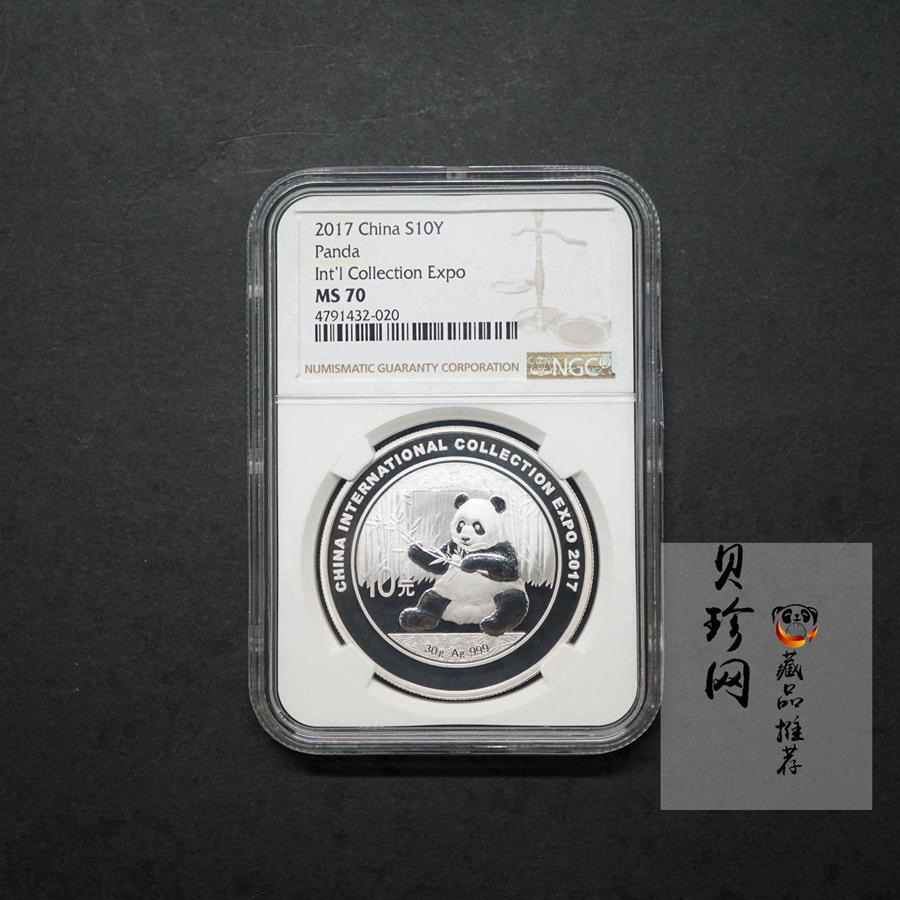 2017 China S10Y
Panda
Int'l Collection Expo
MS 70
4791432-020
NUMISMATIC GUARANTY CORPORATION
NGC®
CHINA INTERNATIONAL COLLECTION EXPO 2017
10元
30g Ag 999
贝珍网
藏品推荐